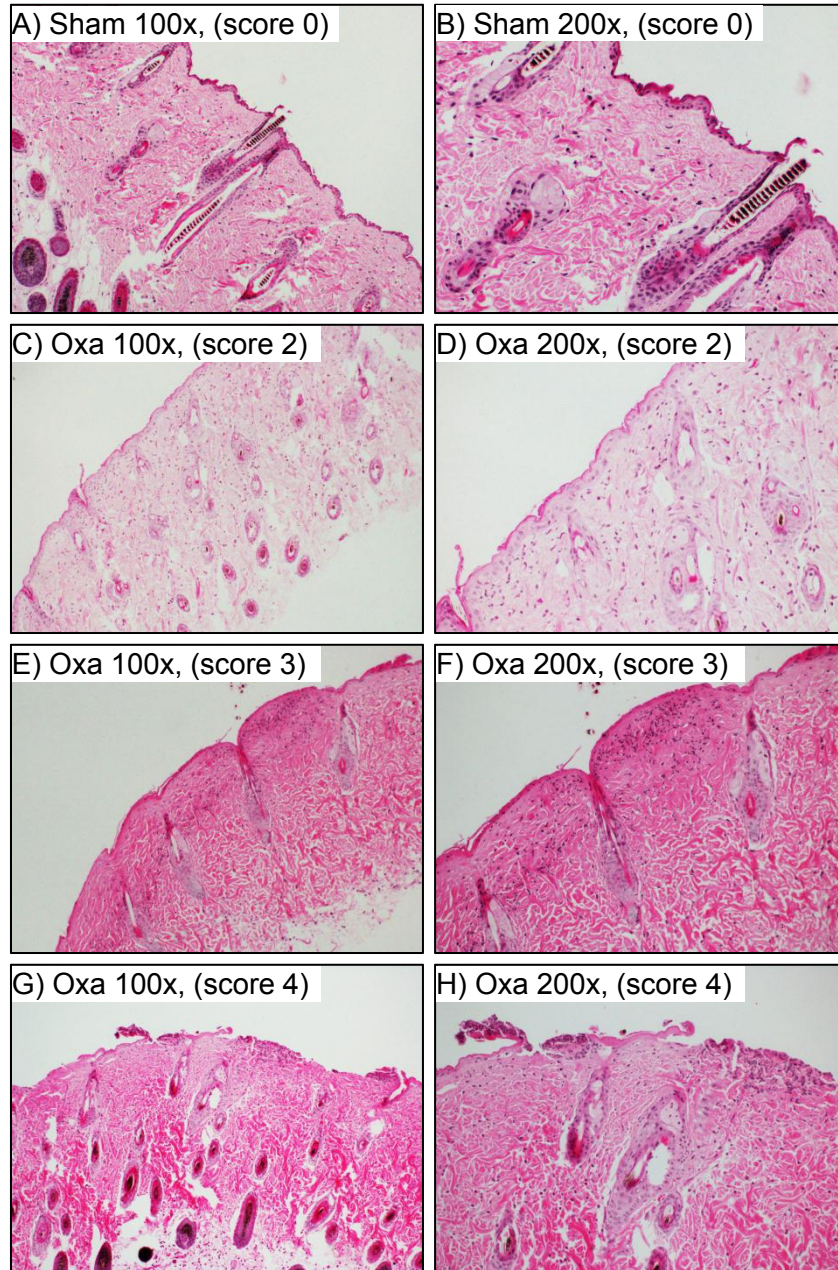 A) Sham 100x, (score 0)
B) Sham 200x, (score 0)
C) Oxa 100x, (score 2)
D) Oxa 200x, (score 2)
E) Oxa 100x, (score 3)
F) Oxa 200x, (score 3)
G) Oxa 100x, (score 4)
H) Oxa 200x, (score 4)